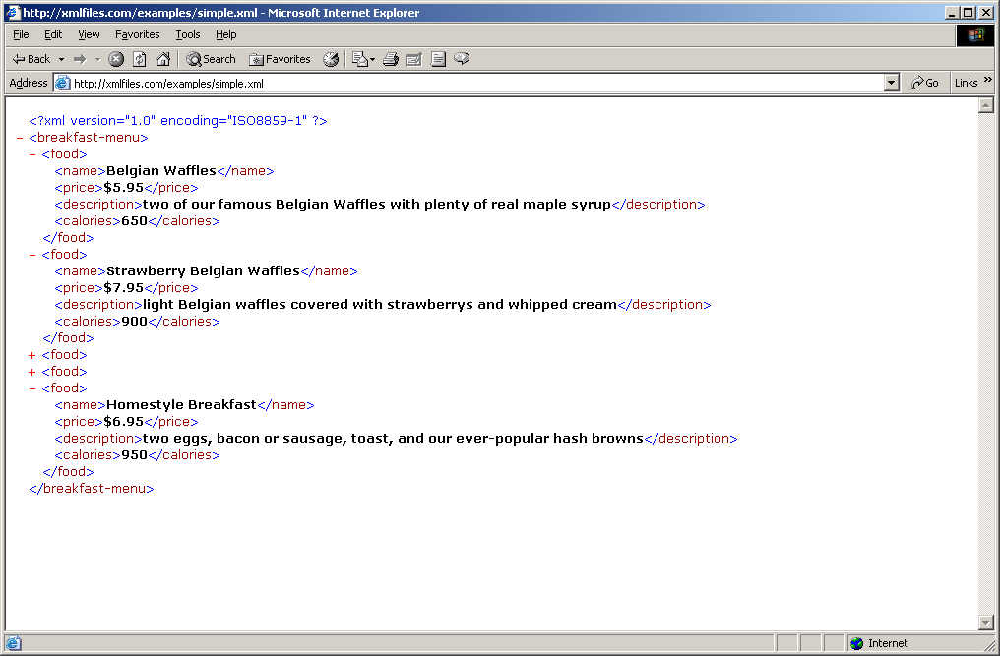 http://xmlfiles.com/examples/simple.xml - Microsoft Internet Explorer
File Edit View Favorites Tools Help
Back Search Favorites
Address http://xmlfiles.com/examples/simple.xml Go Links »
<?xml version="1.0" encoding="ISO8859-1" ?>
- <breakfast-menu>
- <food>
<name>Belgian Waffles</name>
<price>$5.95</price>
<description>two of our famous Belgian Waffles with plenty of real maple syrup</description>
<calories>650</calories>
</food>
- <food>
<name>Strawberry Belgian Waffles</name>
<price>$7.95</price>
<description>light Belgian waffles covered with strawberrys and whipped cream</description>
<calories>900</calories>
</food>
+ <food>
+ <food>
- <food>
<name>Homestyle Breakfast</name>
<price>$6.95</price>
<description>two eggs, bacon or sausage, toast, and our ever-popular hash browns</description>
<calories>950</calories>
</food>
</breakfast-menu>
Internet